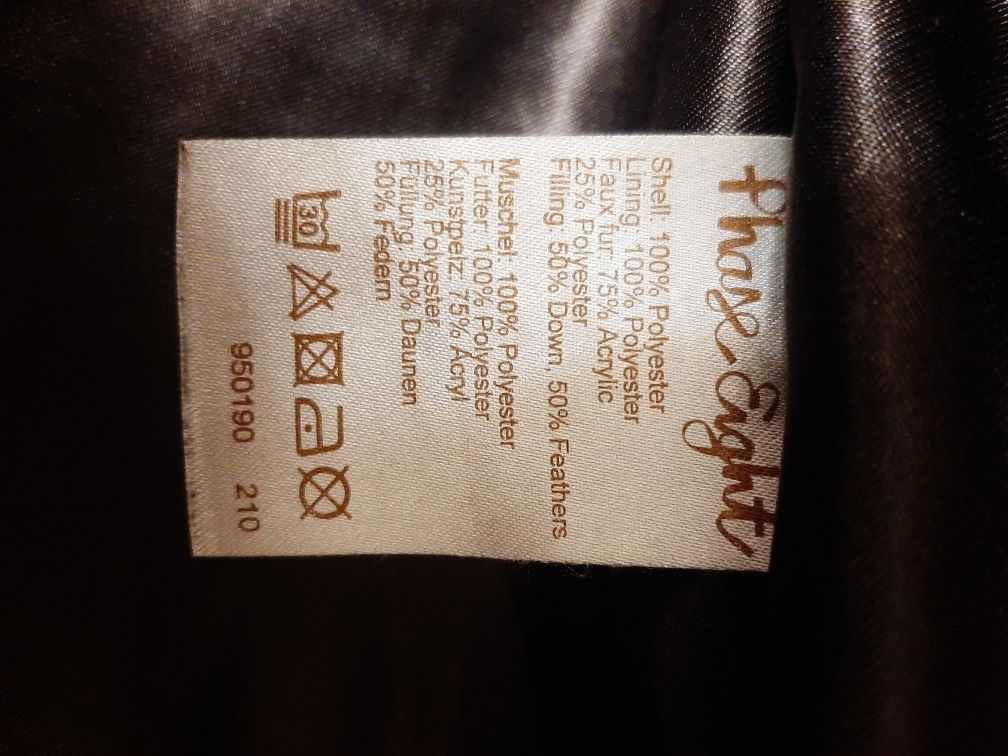 Phase Eight
Shell: 100% Polyester
Lining: 100% Polyester
Faux fur: 75% Acrylic
25% Polyester
Filling: 50% Down, 50% Feathers
Muschel: 100% Polyester
Futter: 100% Polyester
Kunstpelz: 75% Acryl
25% Polyester
Füllung: 50% Daunen
50% Federn
30
950190 210